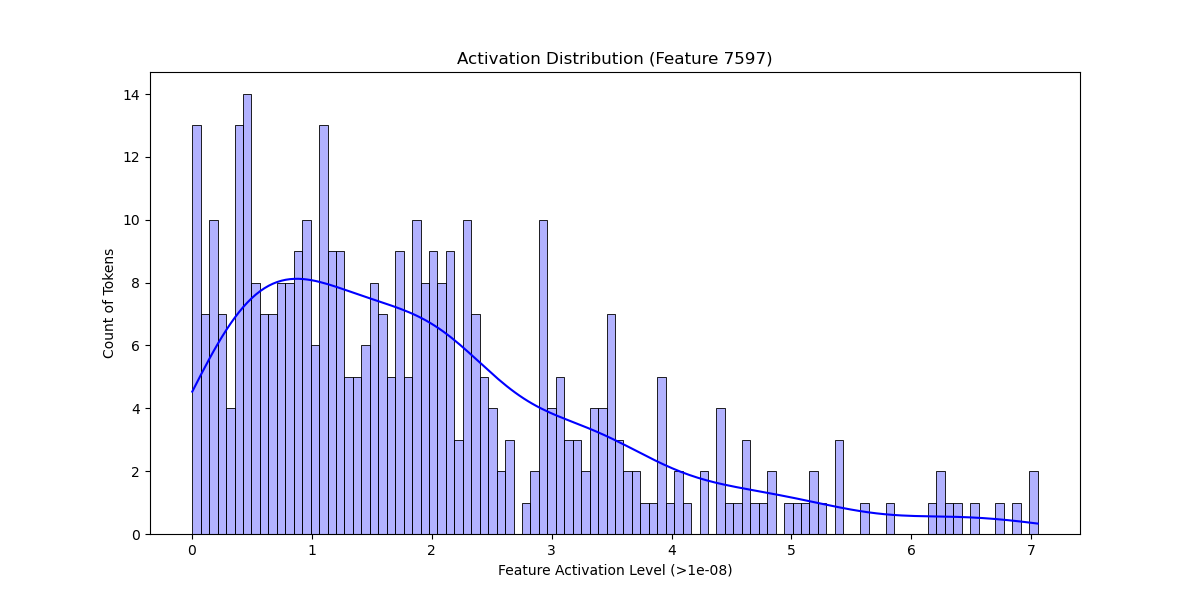 Activation Distribution (Feature 7597)
14
12
10
8
6
4
2
0
Count of Tokens
0 1 2 3 4 5 6 7
Feature Activation Level (>1e-08)